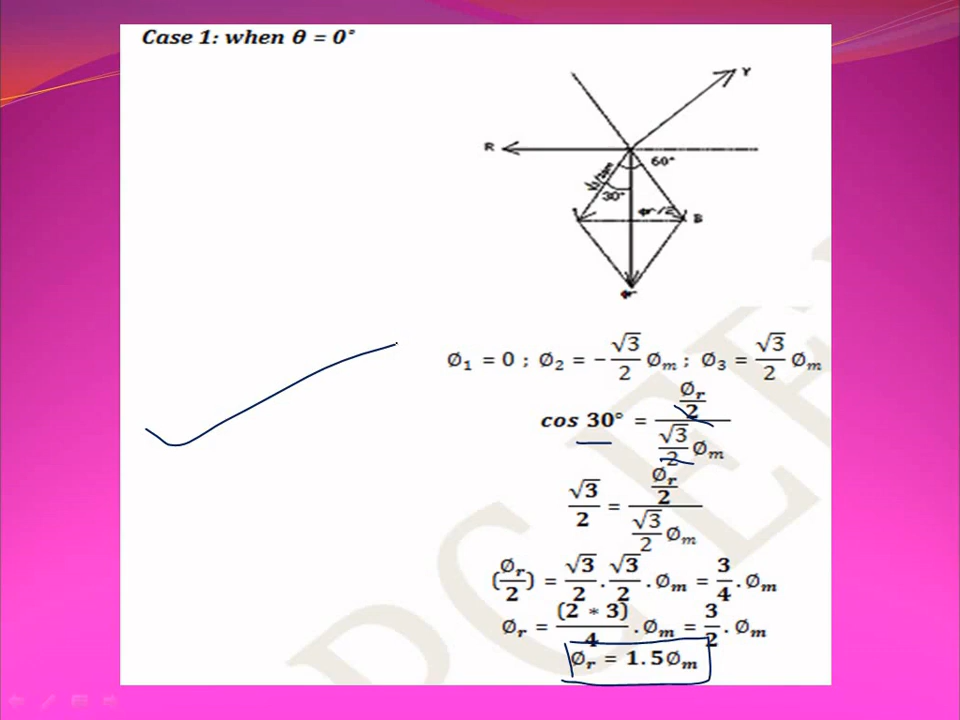 Case 1: when θ = 0°
Y
R
60°
30°
B
Ø₁ = 0 ; Ø₂ = −√3/2 Øₘ ; Ø₃ = √3/2 Øₘ
cos 30° = (Øᵣ/2)/(√3/2 Øₘ)
√3/2 = (Øᵣ/2)/(√3/2 Øₘ)
(Øᵣ/2) = √3/2 . √3/2 . Øₘ = 3/4 . Øₘ
Øᵣ = (2 * 3)/4 . Øₘ = 3/2 . Øₘ
Øᵣ = 1.5Øₘ